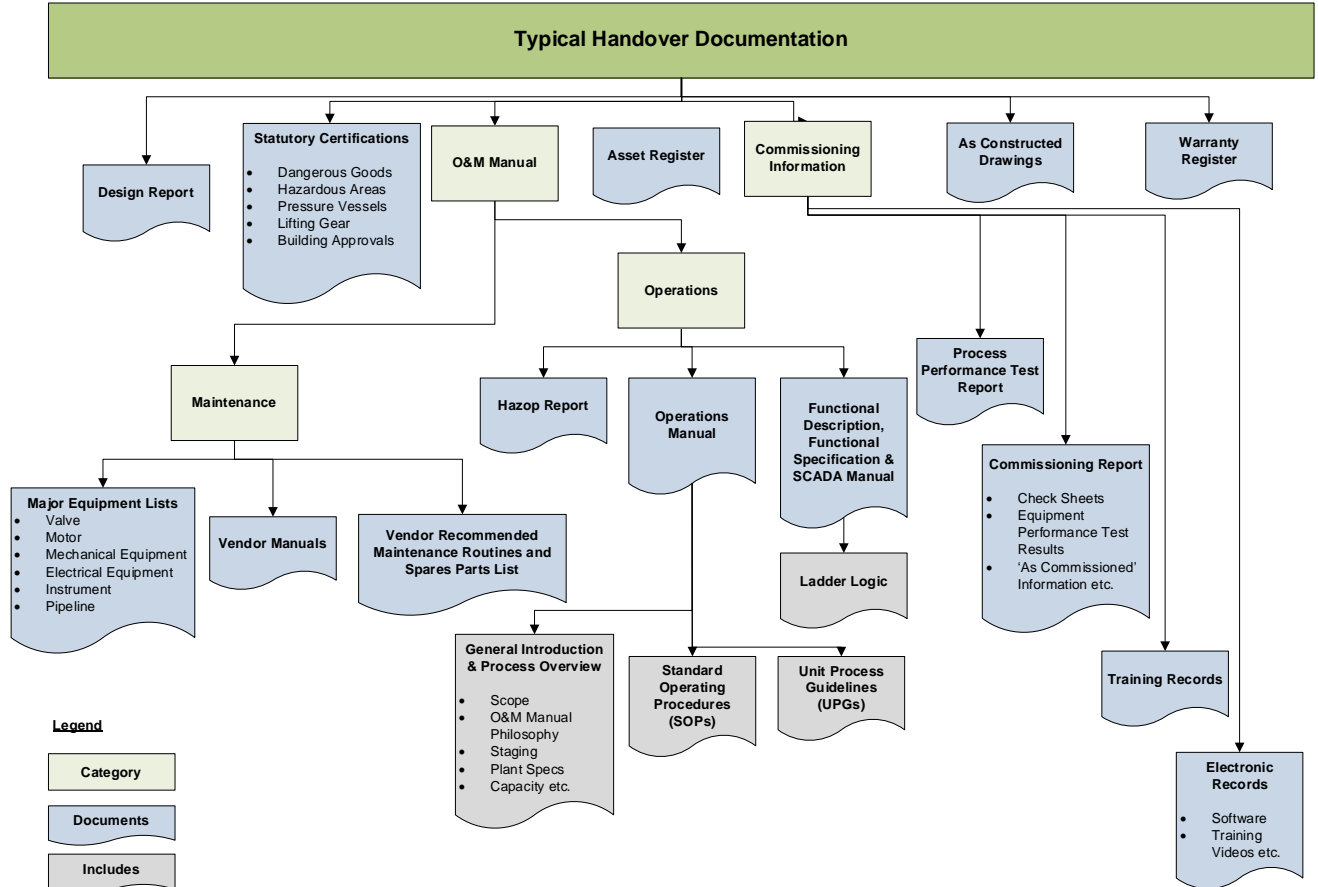 Typical Handover Documentation
Design Report
Statutory Certifications
• Dangerous Goods
• Hazardous Areas
• Pressure Vessels
• Lifting Gear
• Building Approvals
O&M Manual
Asset Register
Commissioning
Information
As Constructed
Drawings
Warranty
Register
Operations
Maintenance
Hazop Report
Operations
Manual
Functional
Description,
Functional
Specification &
SCADA Manual
Process
Performance Test
Report
Major Equipment Lists
• Valve
• Motor
• Mechanical Equipment
• Electrical Equipment
• Instrument
• Pipeline
Vendor Manuals
Vendor Recommended
Maintenance Routines and
Spares Parts List
Ladder Logic
Commissioning Report
• Check Sheets
• Equipment
Performance Test
Results
• ‘As Commissioned’
Information etc.
General Introduction
& Process Overview
• Scope
• O&M Manual
Philosophy
• Staging
• Plant Specs
• Capacity etc.
Standard
Operating
Procedures
(SOPs)
Unit Process
Guidelines
(UPGs)
Training Records
Electronic
Records
• Software
• Training
Videos etc.
Legend
Category
Documents
Includes